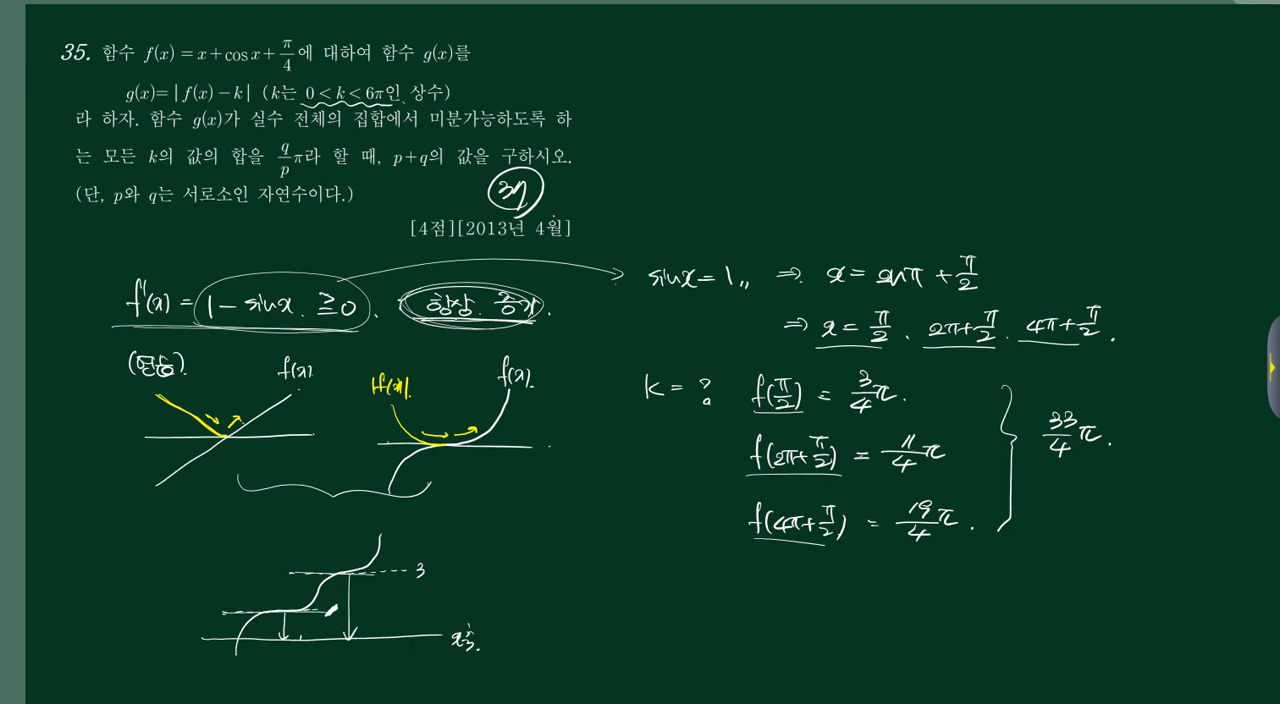 35. 함수 f(x) = x + cos x + π/4 에 대하여 함수 g(x)를
g(x) = | f(x) − k | (k는 0 < k < 6π인 상수)
라 하자. 함수 g(x)가 실수 전체의 집합에서 미분가능하도록 하
는 모든 k의 값의 합을 q/p π라 할 때, p+q의 값을 구하시오.
(단, p와 q는 서로소인 자연수이다.)
37
[4점][2013년 4월]
f'(x) = 1 − sin x ≥ 0, 항상 증가.
sin x = 1, ⇒ x = 2nπ + π/2
⇒ x = π/2, 2π+π/2, 4π+π/2.
f(x)
|f(x)|
f(x)
k = ?
f(π/2) = 3/4 π.
f(2π+π/2) = 11/4 π
f(4π+π/2) = 19/4 π.
33/4 π.
3